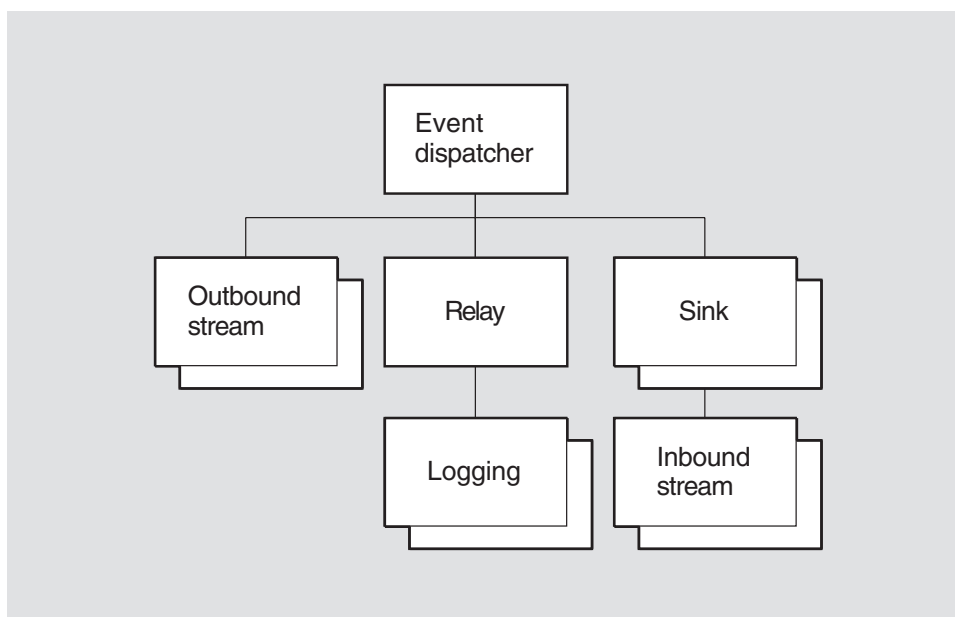 Event
dispatcher
Outbound
stream
Relay
Sink
Logging
Inbound
stream